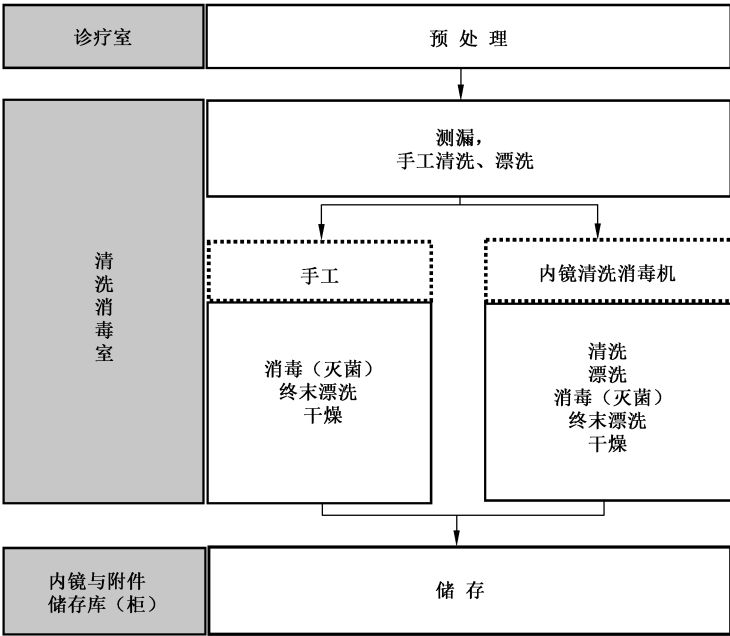 诊疗室
预处理
测漏，
手工清洗、漂洗
清
洗
消
毒
室
手工
内镜清洗消毒机
消毒（灭菌）
终末漂洗
干燥
清洗
漂洗
消毒（灭菌）
终末漂洗
干燥
内镜与附件
储存库（柜）
储存